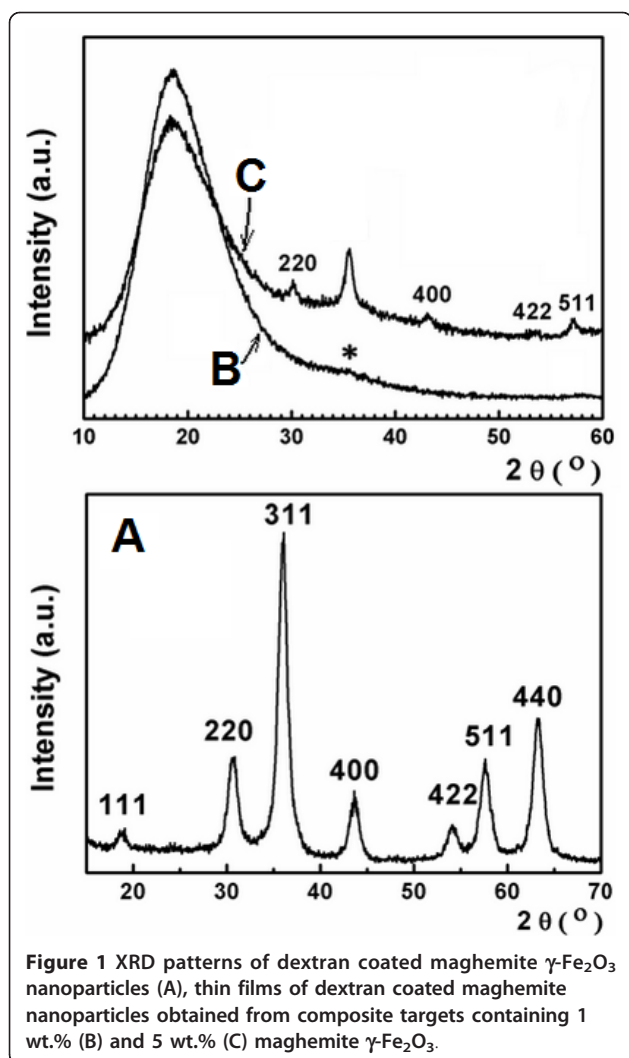 Intensity (a.u.)
C
220
400
422
511
B
*
10 20 30 40 50 60
2 θ (°)
A
311
220
111
400
422
511
440
Intensity (a.u.)
20 30 40 50 60 70
2 θ (°)
Figure 1 XRD patterns of dextran coated maghemite γ-Fe₂O₃
nanoparticles (A), thin films of dextran coated maghemite
nanoparticles obtained from composite targets containing 1
wt.% (B) and 5 wt.% (C) maghemite γ-Fe₂O₃.